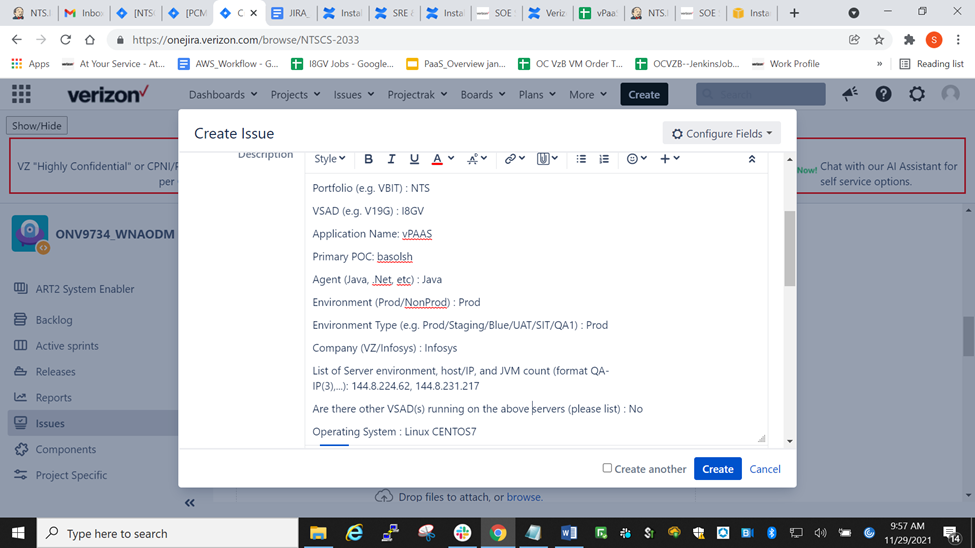 NTS.I
Inbo
[NTS(
[PCM
C
JIRA_
Instal
SRE A
Instal
SOE S
Veriz
vPaaS
NTS.I
SOE S
Insta
https://onejira.verizon.com/browse/NTSCS-2033
S
Apps
At Your Service - At...
AWS_Workflow - G...
I8GV Jobs - Google...
PaaS_Overview jan...
OC VzB VM Order T...
OCVZB--JenkinsJob...
Work Profile
»
Reading list
verizon✓
Dashboards
Projects
Issues
Projectrak
Boards
Plans
More
Create
Show/Hide
Create Issue
Configure Fields
VZ "Highly Confidential" or CPNI/P
per
Now!
Chat with our AI Assistant for
self service options.
Description
Style
B
I
U
A
Portfolio (e.g. VBIT) : NTS
VSAD (e.g. V19G) : I8GV
Application Name: vPAAS
Primary POC: basolsh
Agent (Java, .Net, etc) : Java
Environment (Prod/NonProd) : Prod
Environment Type (e.g. Prod/Staging/Blue/UAT/SIT/QA1) : Prod
Company (VZ/Infosys) : Infosys
List of Server environment, host/IP, and JVM count (format QA-
IP(3),...): 144.8.224.62, 144.8.231.217
Are there other VSAD(s) running on the above servers (please list) : No
Operating System : Linux CENTOS7
ONV9734_WNAODM
ART2 System Enabler
Backlog
Active sprints
Releases
Reports
Issues
Components
Project Specific
Create another
Create
Cancel
Drop files to attach, or browse.
Type here to search
9:57 AM
11/29/2021
14